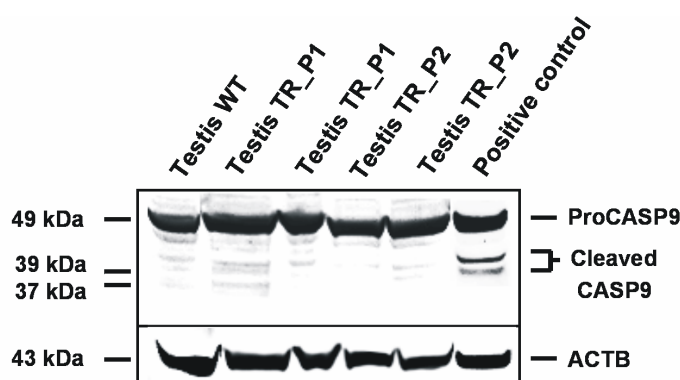 Testis WT
Testis TR_P1
Testis TR_P1
Testis TR_P2
Testis TR_P2
Positive control
49 kDa
ProCASP9
39 kDa
Cleaved
37 kDa
CASP9
43 kDa
ACTB